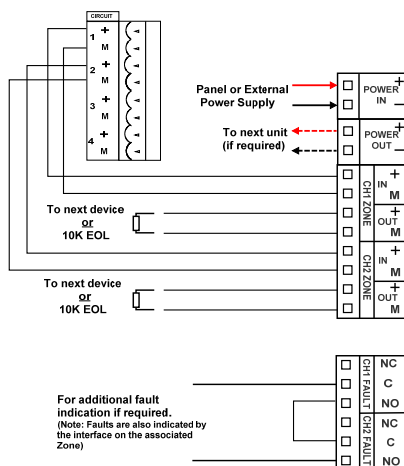 CIRCUIT
1 +
M
2 +
M
3 +
M
4 +
M
Panel or External
Power Supply
POWER IN + –
To next unit
(if required)
POWER OUT + –
CH1 ZONE
IN + M
OUT + M
To next device
or
10K EOL
CH2 ZONE
IN + M
OUT + M
To next device
or
10K EOL
For additional fault
indication if required.
(Note: Faults are also indicated by
the interface on the associated
Zone)
CH1 FAULT
NC
C
NO
CH2 FAULT
NC
C
NO